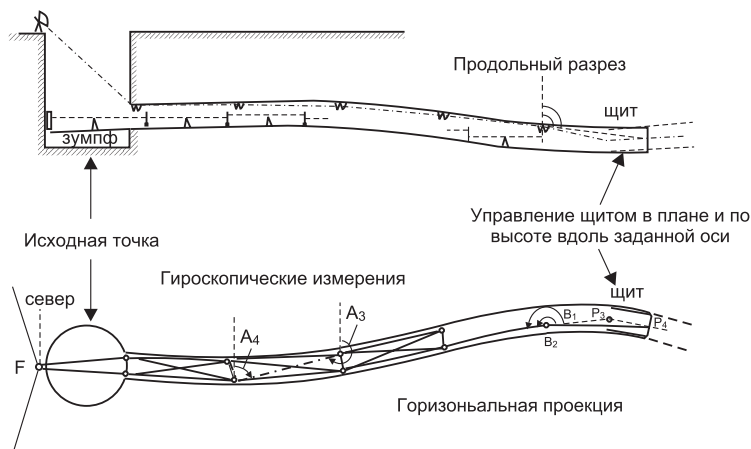 Продольный разрез
щит
зумпф
Исходная точка
Управление щитом в плане и по
высоте вдоль заданной оси
Гироскопические измерения
щит
север
A4
A3
B1
P3
P4
B2
F
Горизоньальная проекция